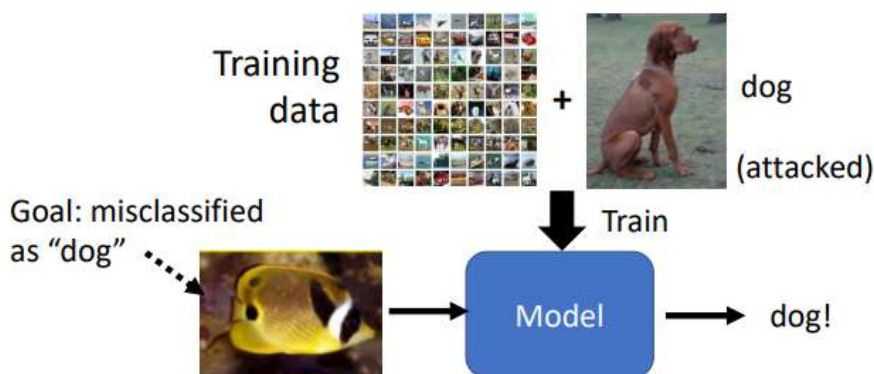 Training
data
+
dog
(attacked)
Train
Goal: misclassified
as “dog”
Model
dog!